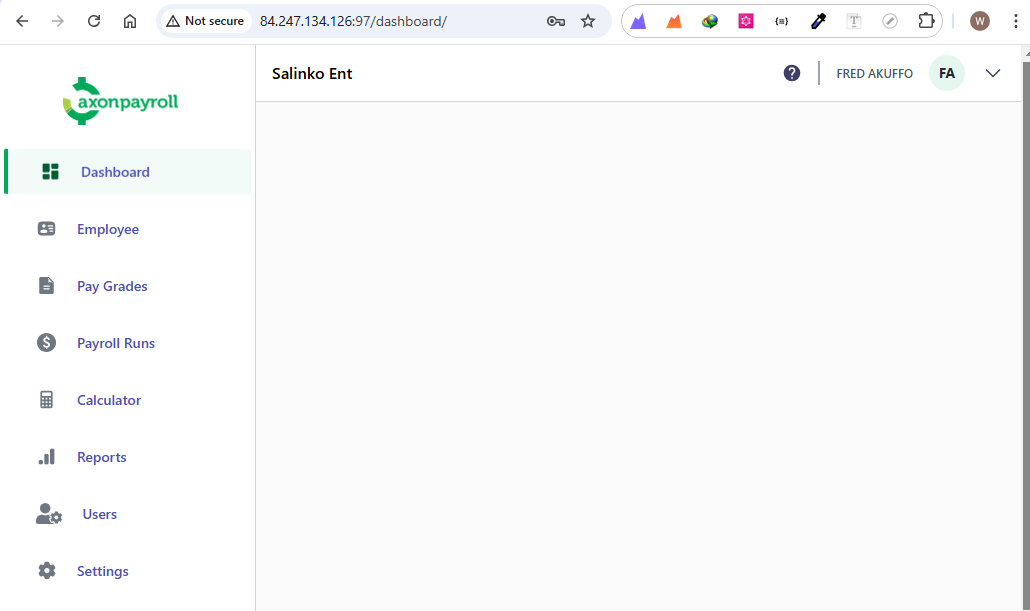 Not secure 84.247.134.126:97/dashboard/
W
axonpayroll
Salinko Ent
FRED AKUFFO
FA
Dashboard
Employee
Pay Grades
Payroll Runs
Calculator
Reports
Users
Settings